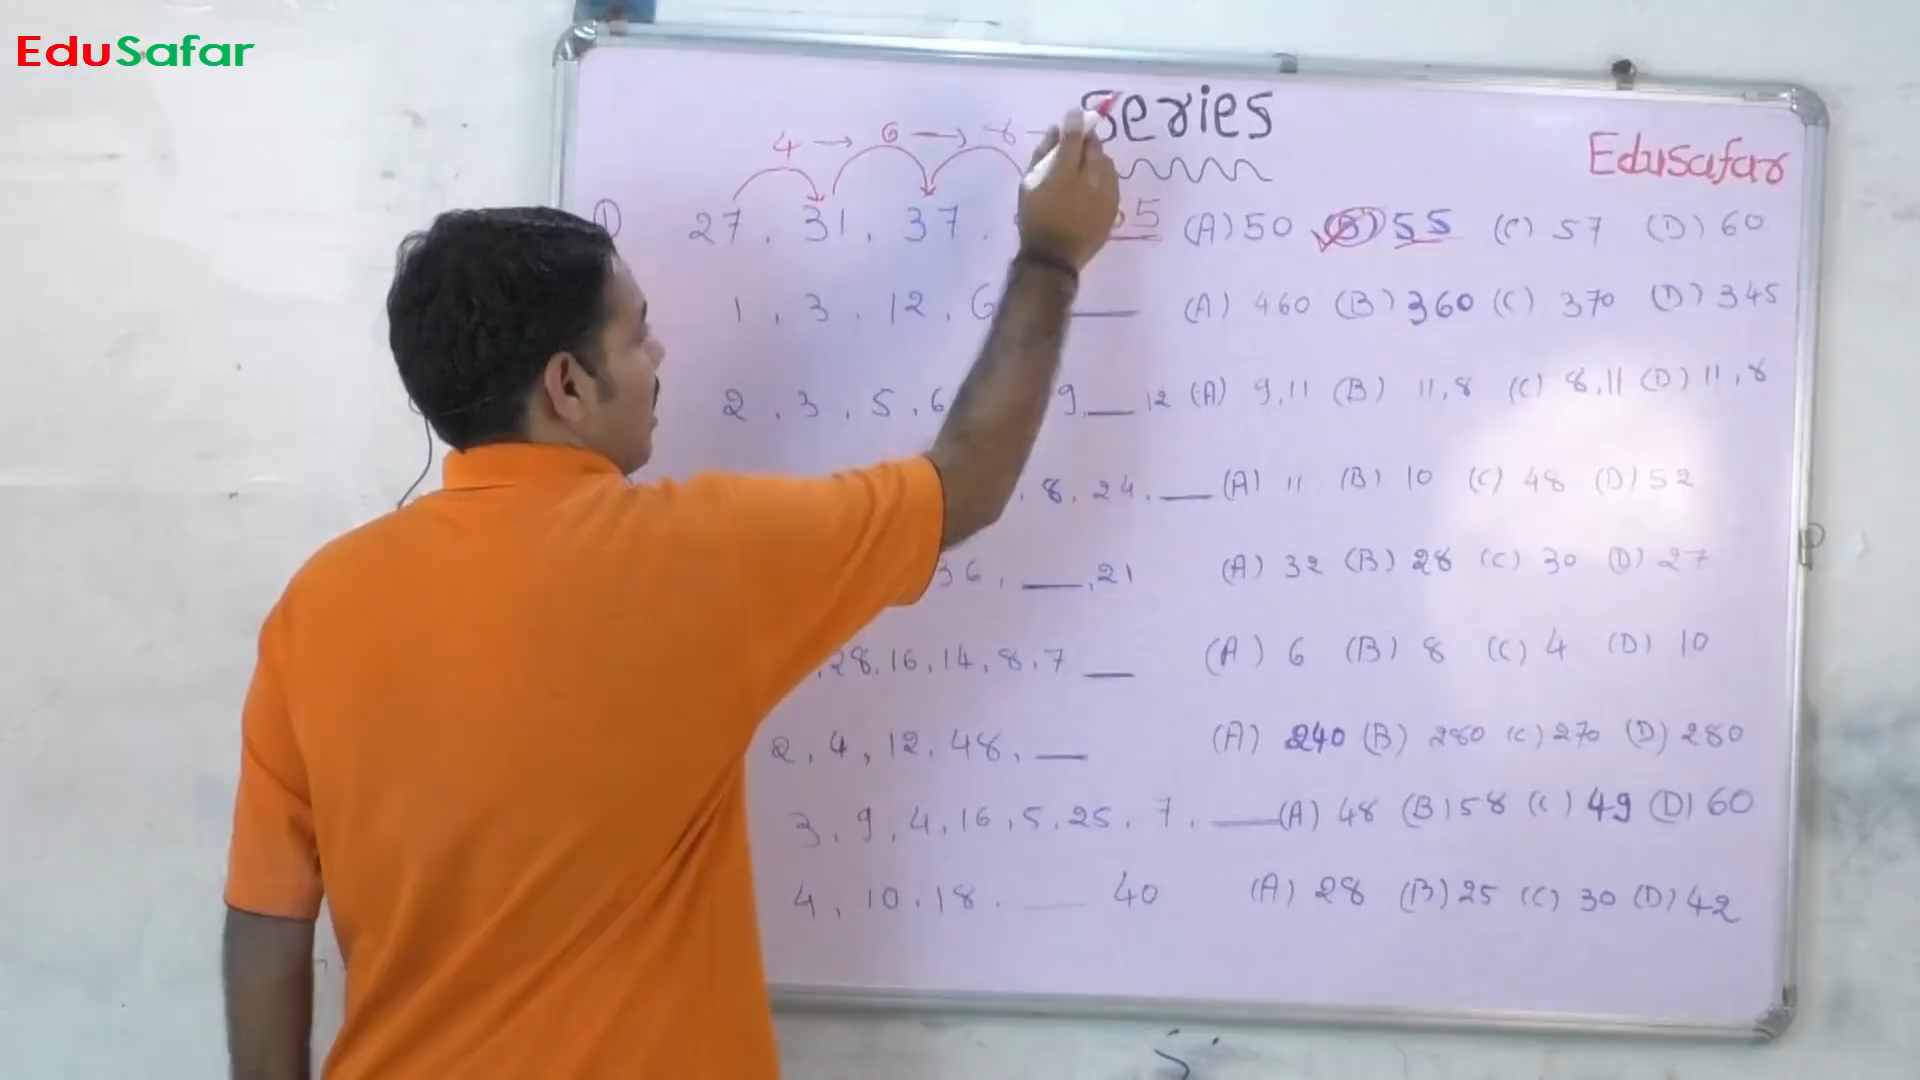 EduSafar
Series
Edusafar
4 → 6 → 8
① 27, 31, 37, 55 (A) 50 (B) 55 (C) 57 (D) 60
1, 3, 12, 6 ___ (A) 460 (B) 360 (C) 370 (D) 345
2, 3, 5, 6 9, ___ 12 (A) 9,11 (B) 11,8 (C) 8,11 (D) 11,8
, 8, 24, ___ (A) 11 (B) 10 (C) 48 (D) 52
36, ___, 21 (A) 32 (B) 28 (C) 30 (D) 27
, 28, 16, 14, 8, 7 ___ (A) 6 (B) 8 (C) 4 (D) 10
2, 4, 12, 48, ___ (A) 240 (B) 280 (C) 270 (D) 280
3, 9, 4, 16, 5, 25, 7, ___ (A) 48 (B) 58 (C) 49 (D) 60
4, 10, 18, ___ 40 (A) 28 (B) 25 (C) 30 (D) 42